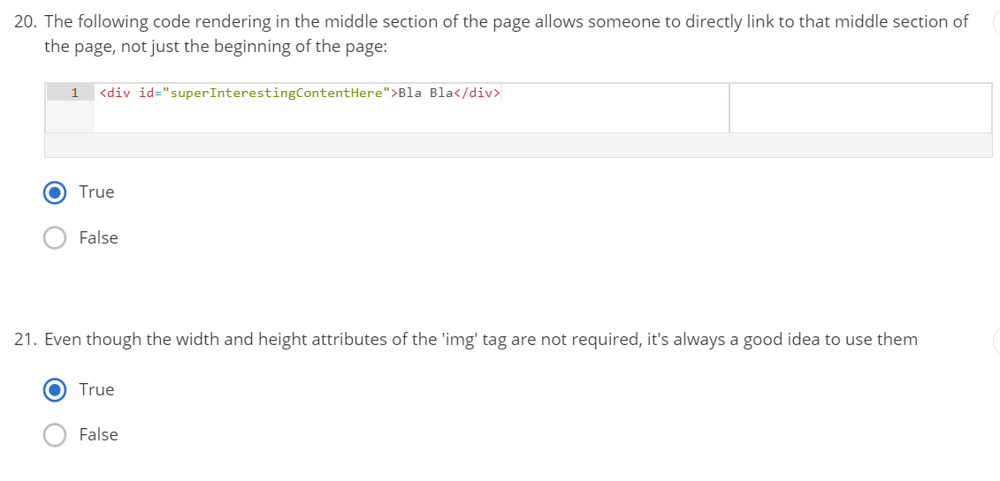 20. The following code rendering in the middle section of the page allows someone to directly link to that middle section of
the page, not just the beginning of the page:
1 <div id="superInterestingContentHere">Bla Bla</div>
True
False
21. Even though the width and height attributes of the 'img' tag are not required, it's always a good idea to use them
True
False